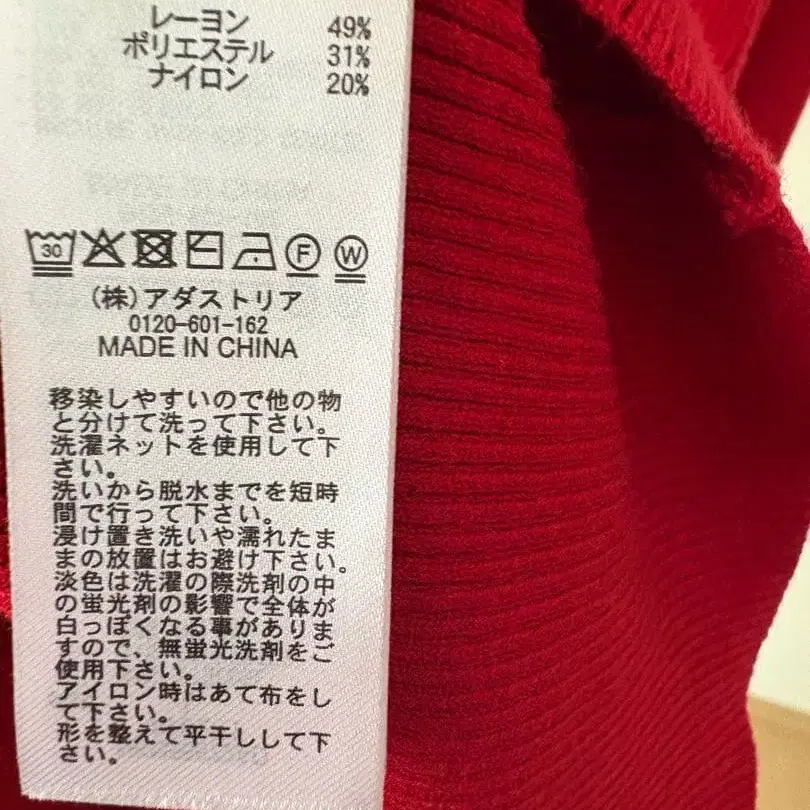 レーヨン 49%
ポリエステル 31%
ナイロン 20%
30 F W
(株)アダストリア
0120-601-162
MADE IN CHINA
移染しやすいので他の物
と分けて洗って下さい。
洗濯ネットを使用して下
さい。
洗いから脱水までを短時
間で行って下さい。
浸け置き洗いや濡れたま
まの放置はお避け下さい。
淡色は洗濯の際洗剤の中
の蛍光剤の影響で全体が
白っぽくなる事がありま
すので、無蛍光洗剤をご
使用下さい。
アイロン時はあて布をし
て下さい。
形を整えて平干しして下
さい。